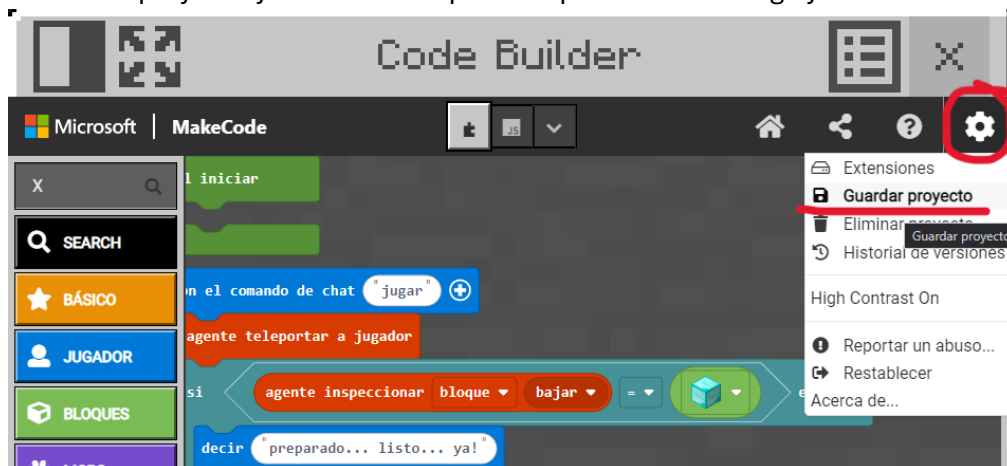 Code Builder
Microsoft | MakeCode
JS
X
SEARCH
BÁSICO
JUGADOR
BLOQUES
l iniciar
n el comando de chat "jugar"
agente teleportar a jugador
si agente inspeccionar bloque bajar =
decir "preparado... listo... ya!"
Extensiones
Guardar proyecto
Eliminar proyecto
Guardar proyecto
Historial de versiones
High Contrast On
Reportar un abuso...
Restablecer
Acerca de...